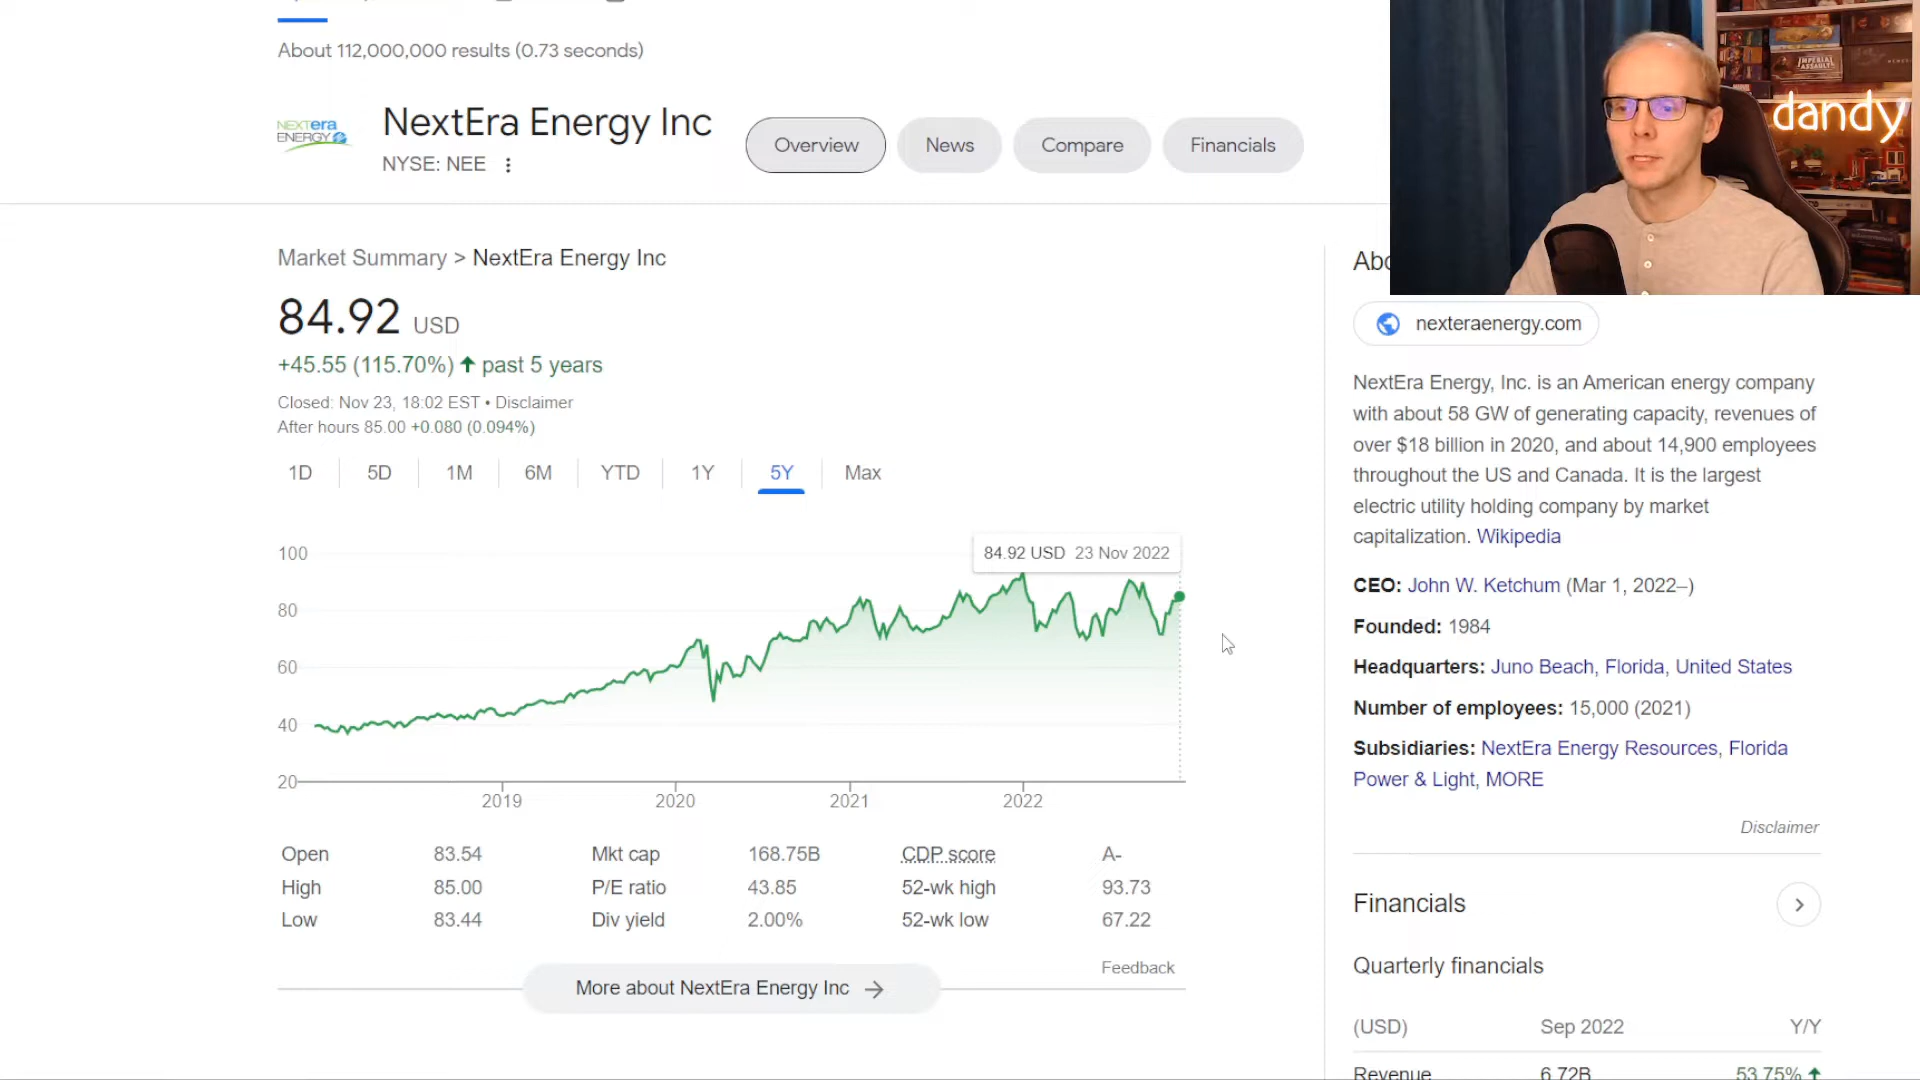 About 112,000,000 results (0.73 seconds)
NEXTera
ENERGY
NextEra Energy Inc
NYSE: NEE
Overview
News
Compare
Financials
dandy
IMPERIAL
ASSAULT
Market Summary > NextEra Energy Inc
84.92 USD
+45.55 (115.70%) past 5 years
Closed: Nov 23, 18:02 EST • Disclaimer
After hours 85.00 +0.080 (0.094%)
1D 5D 1M 6M YTD 1Y 5Y Max
84.92 USD 23 Nov 2022
100
80
60
40
20
2019 2020 2021 2022
Open 83.54 Mkt cap 168.75B CDP score A-
High 85.00 P/E ratio 43.85 52-wk high 93.73
Low 83.44 Div yield 2.00% 52-wk low 67.22
Feedback
More about NextEra Energy Inc
nexteraenergy.com
NextEra Energy, Inc. is an American energy company
with about 58 GW of generating capacity, revenues of
over $18 billion in 2020, and about 14,900 employees
throughout the US and Canada. It is the largest
electric utility holding company by market
capitalization. Wikipedia
CEO: John W. Ketchum (Mar 1, 2022–)
Founded: 1984
Headquarters: Juno Beach, Florida, United States
Number of employees: 15,000 (2021)
Subsidiaries: NextEra Energy Resources, Florida
Power & Light, MORE
Disclaimer
Financials
Quarterly financials
(USD) Sep 2022 Y/Y
Revenue 6.72B 53.75%